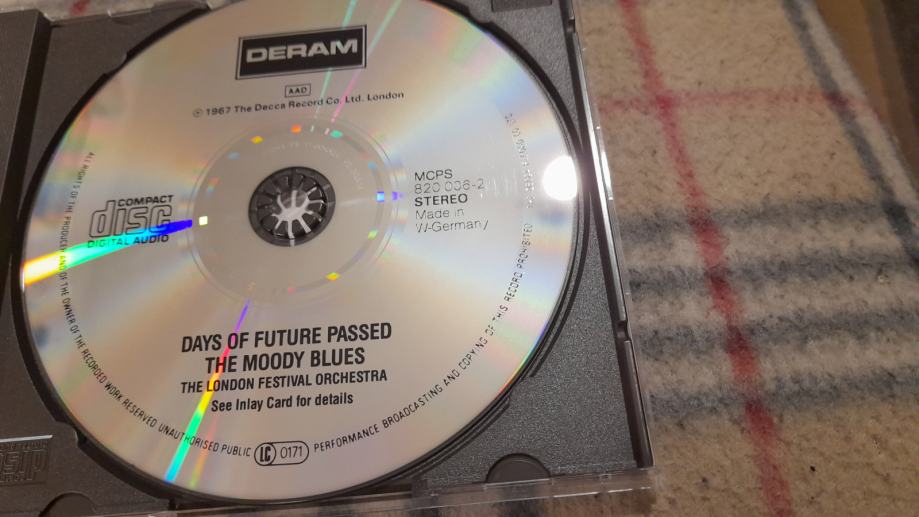 DERAM
AAD
℗ 1967 The Decca Record Co. Ltd. London
COMPACT
disc
DIGITAL AUDIO
MCPS
820 006-2
STEREO
Made in
W-Germany
DAYS OF FUTURE PASSED
THE MOODY BLUES
THE LONDON FESTIVAL ORCHESTRA
See Inlay Card for details
ALL RIGHTS OF THE PRODUCER AND OF THE OWNER OF THE RECORDED WORK RESERVED UNAUTHORISED PUBLIC LC 0171 PERFORMANCE BROADCASTING AND COPYING OF THIS RECORD PROHIBITED